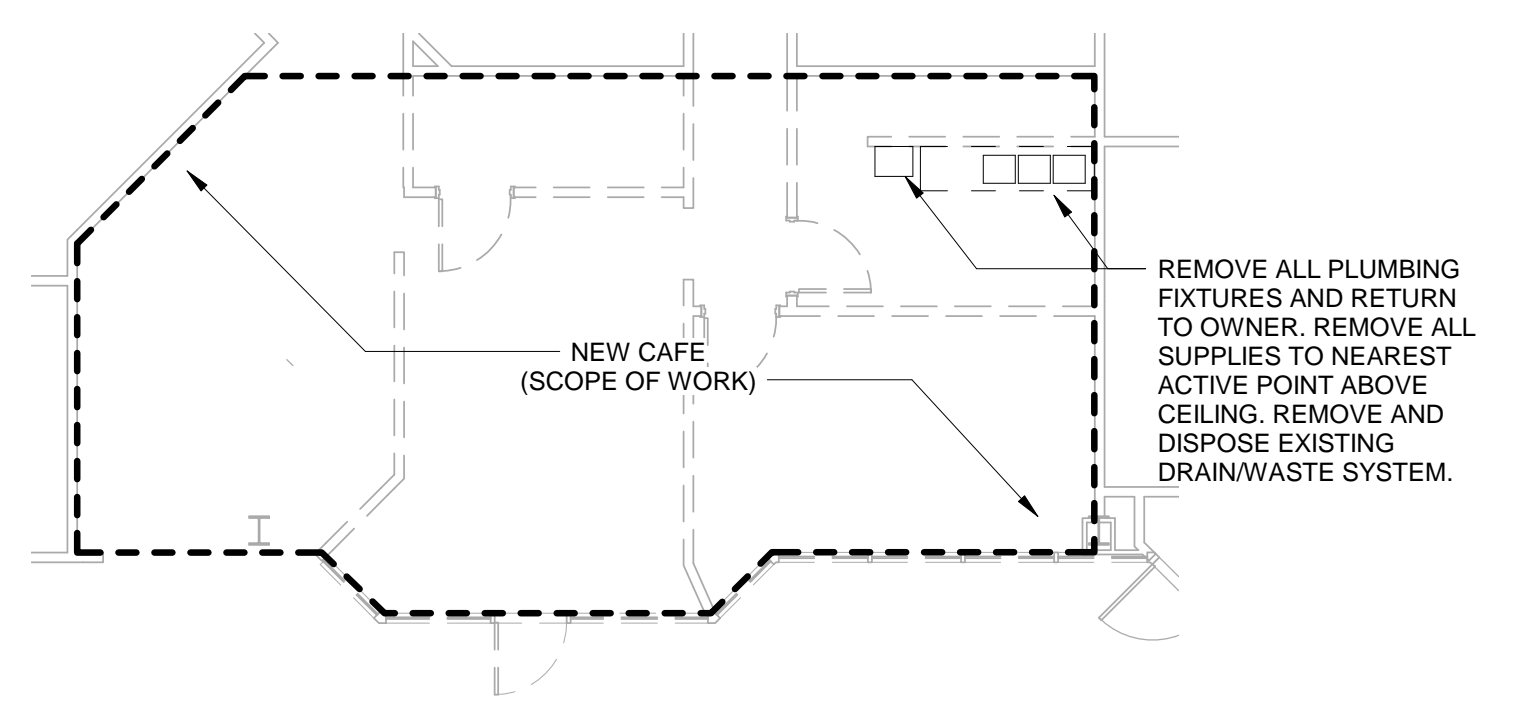 NEW CAFE
(SCOPE OF WORK)
REMOVE ALL PLUMBING
FIXTURES AND RETURN
TO OWNER. REMOVE ALL
SUPPLIES TO NEAREST
ACTIVE POINT ABOVE
CEILING. REMOVE AND
DISPOSE EXISTING
DRAIN/WASTE SYSTEM.